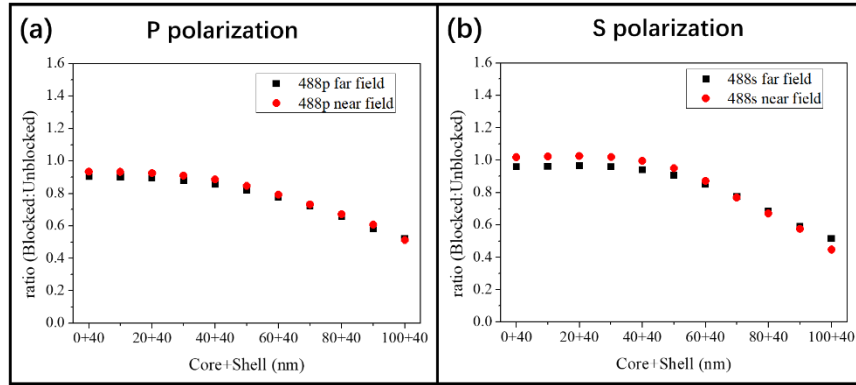 (a) P polarization
1.6
1.4
1.2
1.0
0.8
0.6
0.4
0.2
0.0
ratio (Blocked:Unblocked)
488p far field
488p near field
0+40 20+40 40+40 60+40 80+40 100+40
Core+Shell (nm)
(b) S polarization
1.6
1.4
1.2
1.0
0.8
0.6
0.4
0.2
0.0
ratio (Blocked:Unblocked)
488s far field
488s near field
0+40 20+40 40+40 60+40 80+40 100+40
Core+Shell (nm)